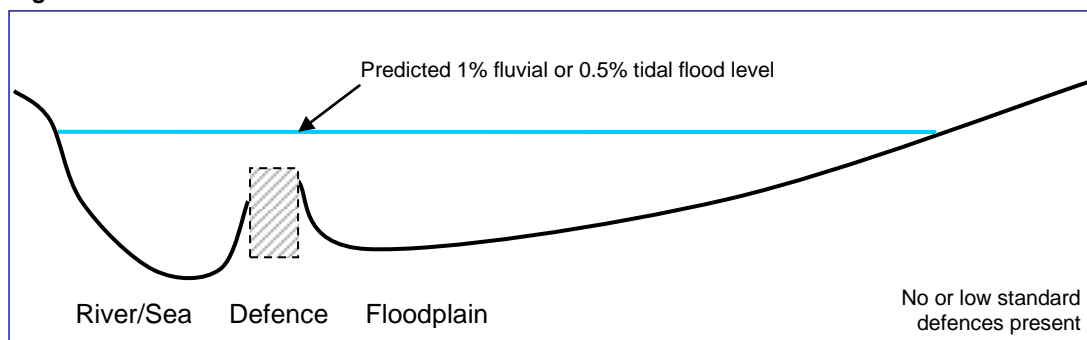 Predicted 1% fluvial or 0.5% tidal flood level
River/Sea Defence Floodplain
No or low standard
defences present